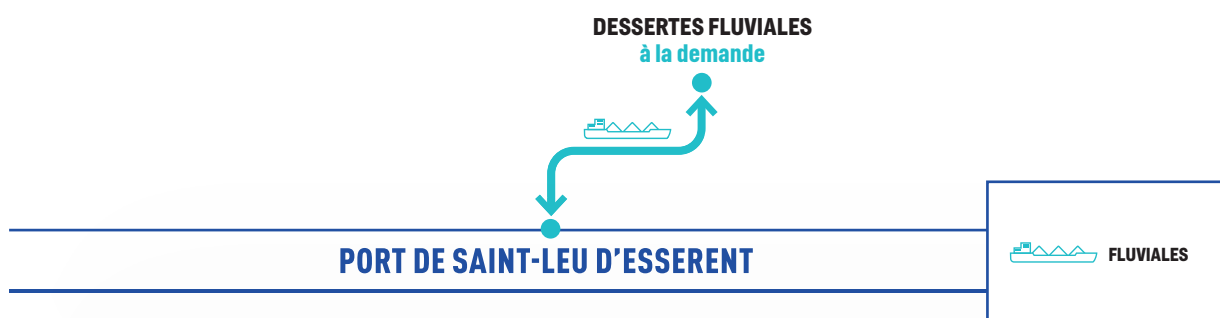 DESSERTES FLUVIALES
à la demande
PORT DE SAINT-LEU D’ESSERENT
FLUVIALES